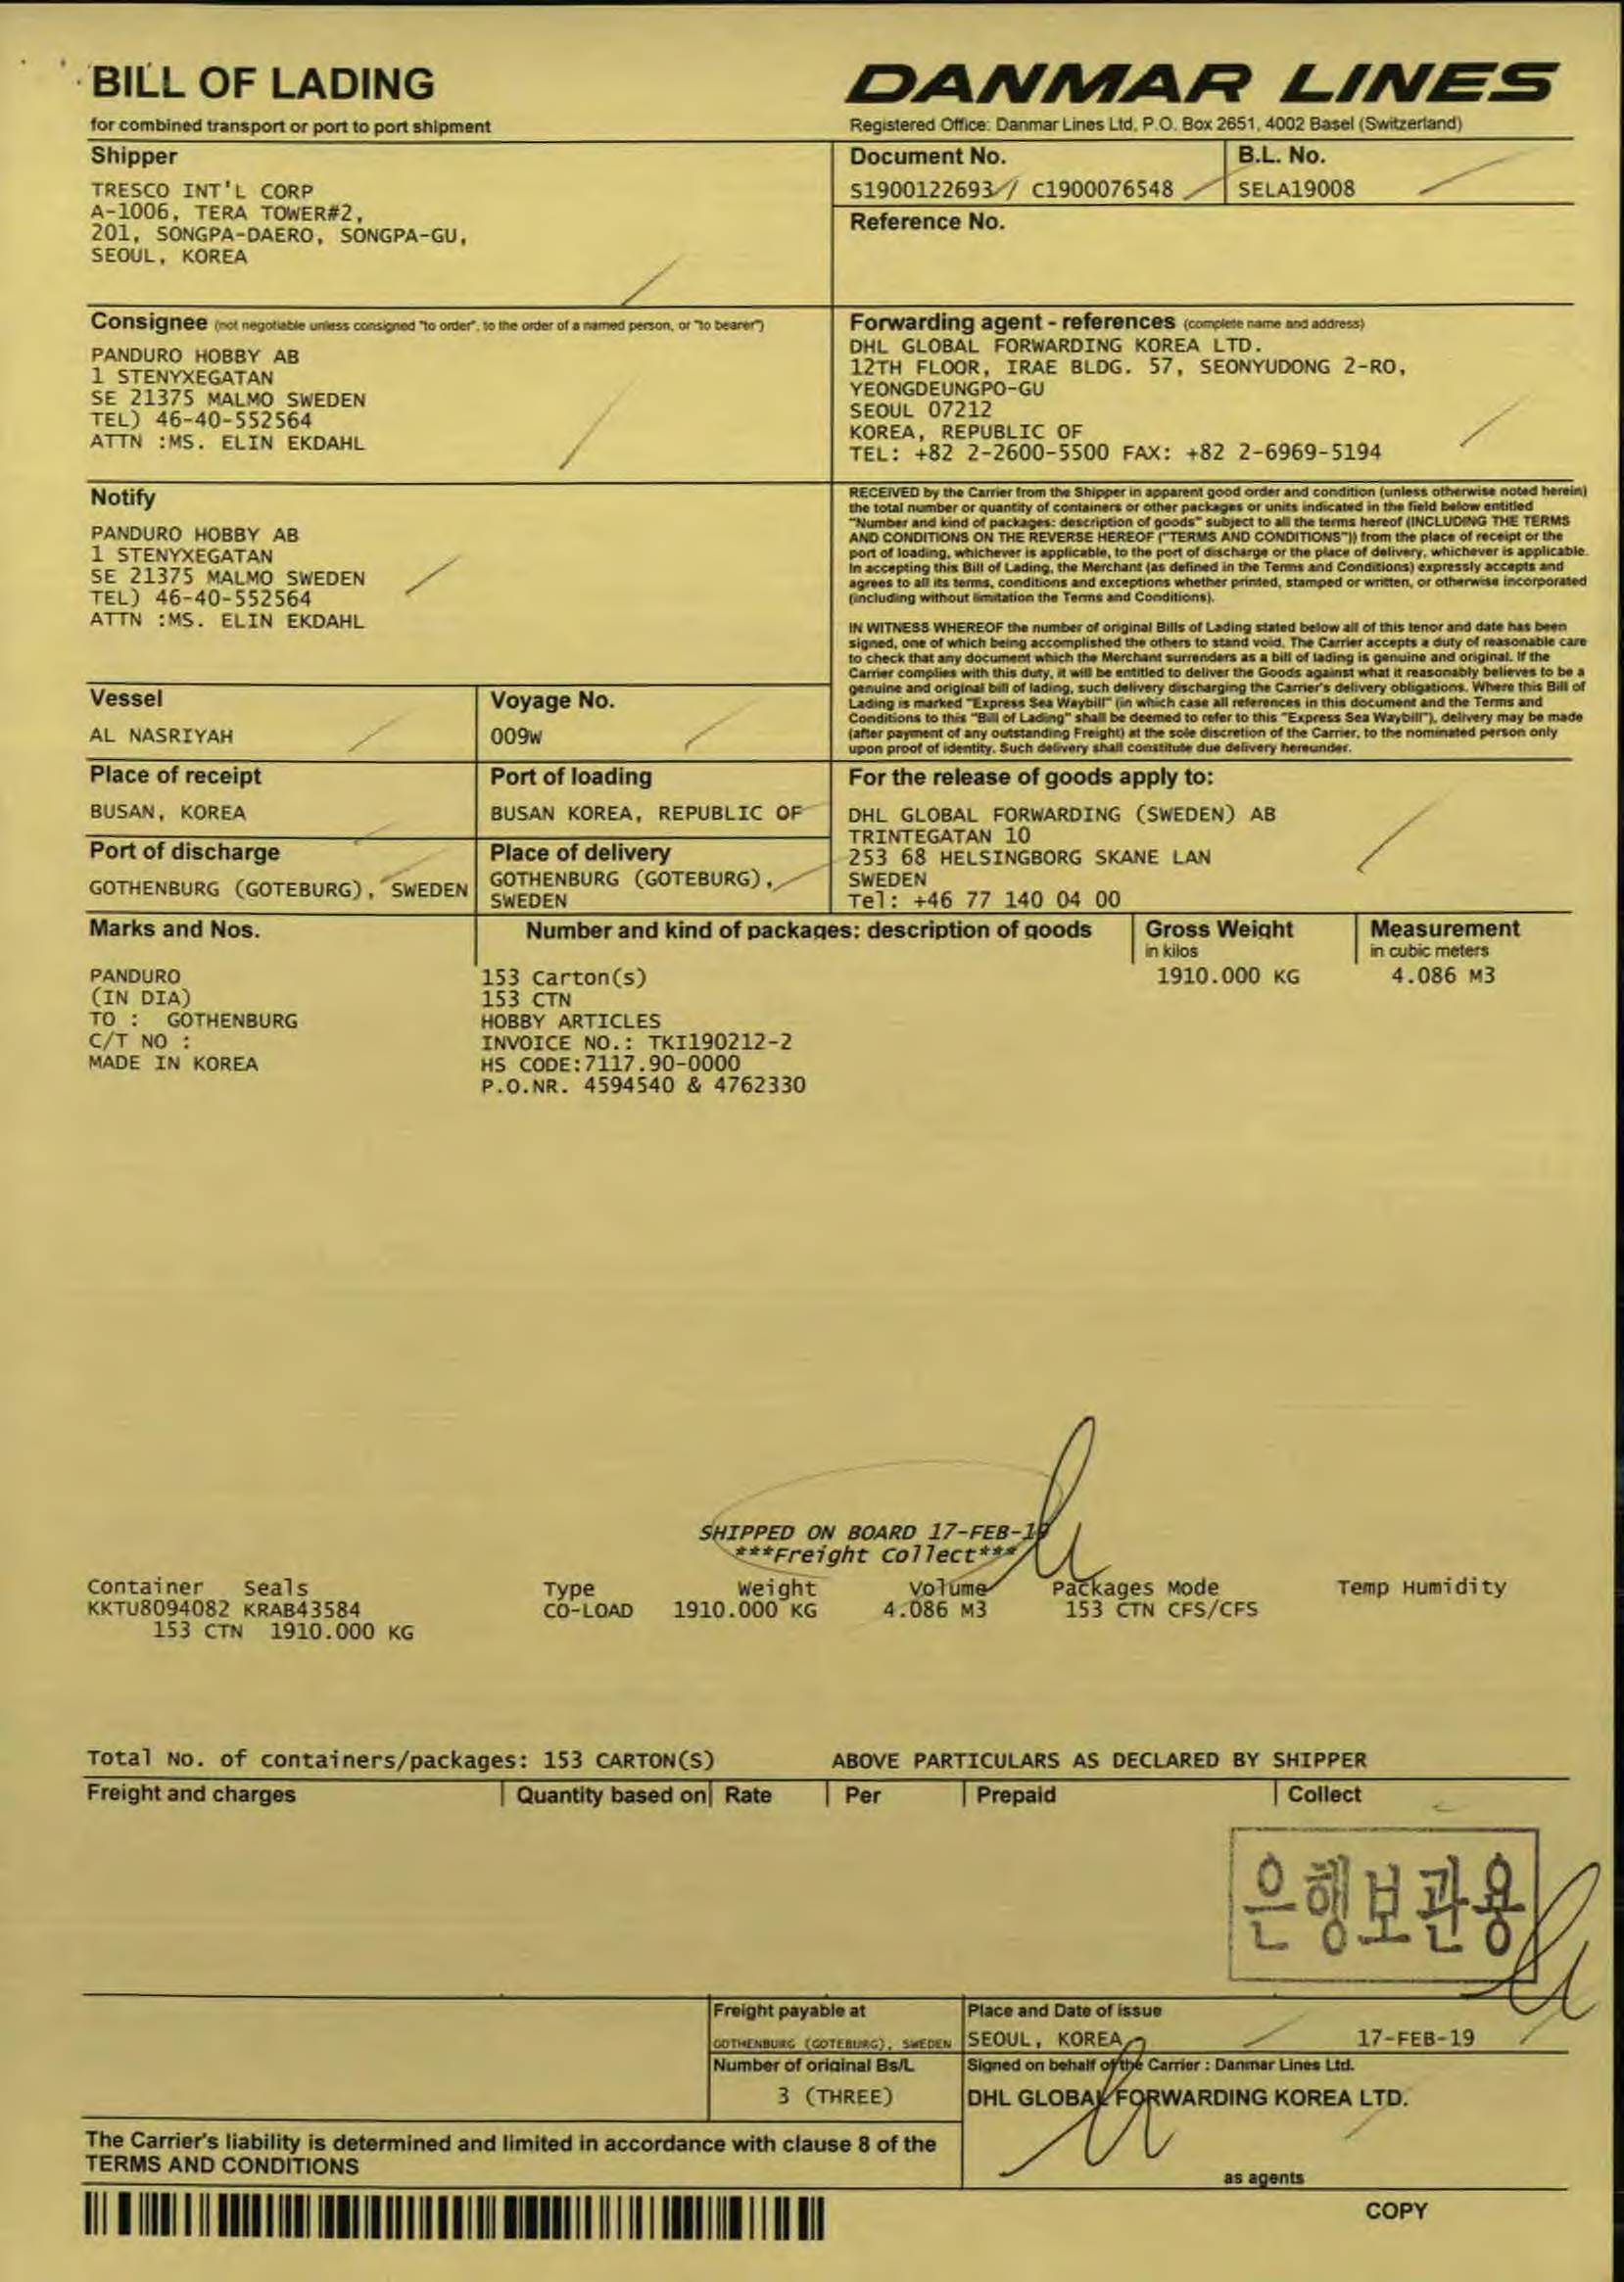 BILL OF LADING
for combined transport or port to port shipment
DANMAR LINES
Registered Office: Danmar Lines Ltd, P.O. Box 2651, 4002 Basel (Switzerland)
Shipper
TRESCO INT'L CORP
A-1006, TERA TOWER#2,
201, SONGPA-DAERO, SONGPA-GU,
SEOUL, KOREA
Document No.
S1900122693 / C1900076548
B.L. No.
SELA19008
Reference No.
Consignee (not negotiable unless consigned "to order", to the order of a named person, or "to bearer")
PANDURO HOBBY AB
1 STENYXEGATAN
SE 21375 MALMO SWEDEN
TEL) 46-40-552564
ATTN :MS. ELIN EKDAHL
Forwarding agent - references (complete name and address)
DHL GLOBAL FORWARDING KOREA LTD.
12TH FLOOR, IRAE BLDG. 57, SEONYUDONG 2-RO,
YEONGDEUNGPO-GU
SEOUL 07212
KOREA, REPUBLIC OF
TEL: +82 2-2600-5500 FAX: +82 2-6969-5194
Notify
PANDURO HOBBY AB
1 STENYXEGATAN
SE 21375 MALMO SWEDEN
TEL) 46-40-552564
ATTN :MS. ELIN EKDAHL
RECEIVED by the Carrier from the Shipper in apparent good order and condition (unless otherwise noted herein)
the total number or quantity of containers or other packages or units indicated in the field below entitled
"Number and kind of packages: description of goods" subject to all the terms hereof (INCLUDING THE TERMS
AND CONDITIONS ON THE REVERSE HEREOF ("TERMS AND CONDITIONS")) from the place of receipt or the
port of loading, whichever is applicable, to the port of discharge or the place of delivery, whichever is applicable.
In accepting this Bill of Lading, the Merchant (as defined in the Terms and Conditions) expressly accepts and
agrees to all its terms, conditions and exceptions whether printed, stamped or written, or otherwise incorporated
(including without limitation the Terms and Conditions).
IN WITNESS WHEREOF the number of original Bills of Lading stated below all of this tenor and date has been
signed, one of which being accomplished the others to stand void. The Carrier accepts a duty of reasonable care
to check that any document which the Merchant surrenders as a bill of lading is genuine and original. If the
Carrier complies with this duty, it will be entitled to deliver the Goods against what it reasonably believes to be a
genuine and original bill of lading, such delivery discharging the Carrier's delivery obligations. Where this Bill of
Lading is marked "Express Sea Waybill" (in which case all references in this document and the Terms and
Conditions to this "Bill of Lading" shall be deemed to refer to this "Express Sea Waybill"), delivery may be made
(after payment of any outstanding Freight) at the sole discretion of the Carrier, to the nominated person only
upon proof of identity. Such delivery shall constitute due delivery hereunder.
Vessel
AL NASRIYAH
Voyage No.
009W
Place of receipt
BUSAN, KOREA
Port of loading
BUSAN KOREA, REPUBLIC OF
For the release of goods apply to:
DHL GLOBAL FORWARDING (SWEDEN) AB
TRINTEGATAN 10
253 68 HELSINGBORG SKANE LAN
SWEDEN
Tel: +46 77 140 04 00
Port of discharge
GOTHENBURG (GOTEBURG), SWEDEN
Place of delivery
GOTHENBURG (GOTEBURG),
SWEDEN
Marks and Nos.
Number and kind of packages: description of goods
Gross Weight
in kilos
Measurement
in cubic meters
PANDURO
(IN DIA)
TO : GOTHENBURG
C/T NO :
MADE IN KOREA
153 Carton(s)
153 CTN
HOBBY ARTICLES
INVOICE NO.: TKI190212-2
HS CODE:7117.90-0000
P.O.NR. 4594540 & 4762330
1910.000 KG
4.086 M3
SHIPPED ON BOARD 17-FEB-19
***Freight Collect***
Container Seals Type Weight Volume Packages Mode Temp Humidity
KKTU8094082 KRAB43584 CO-LOAD 1910.000 KG 4.086 M3 153 CTN CFS/CFS
153 CTN 1910.000 KG
Total No. of containers/packages: 153 CARTON(S) ABOVE PARTICULARS AS DECLARED BY SHIPPER
Freight and charges Quantity based on Rate Per Prepaid Collect
은행보관용
Freight payable at
GOTHENBURG (GOTEBURG), SWEDEN
Place and Date of issue
SEOUL, KOREA 17-FEB-19
Number of original Bs/L
3 (THREE)
Signed on behalf of the Carrier : Danmar Lines Ltd.
DHL GLOBAL FORWARDING KOREA LTD.
as agents
The Carrier's liability is determined and limited in accordance with clause 8 of the
TERMS AND CONDITIONS
COPY